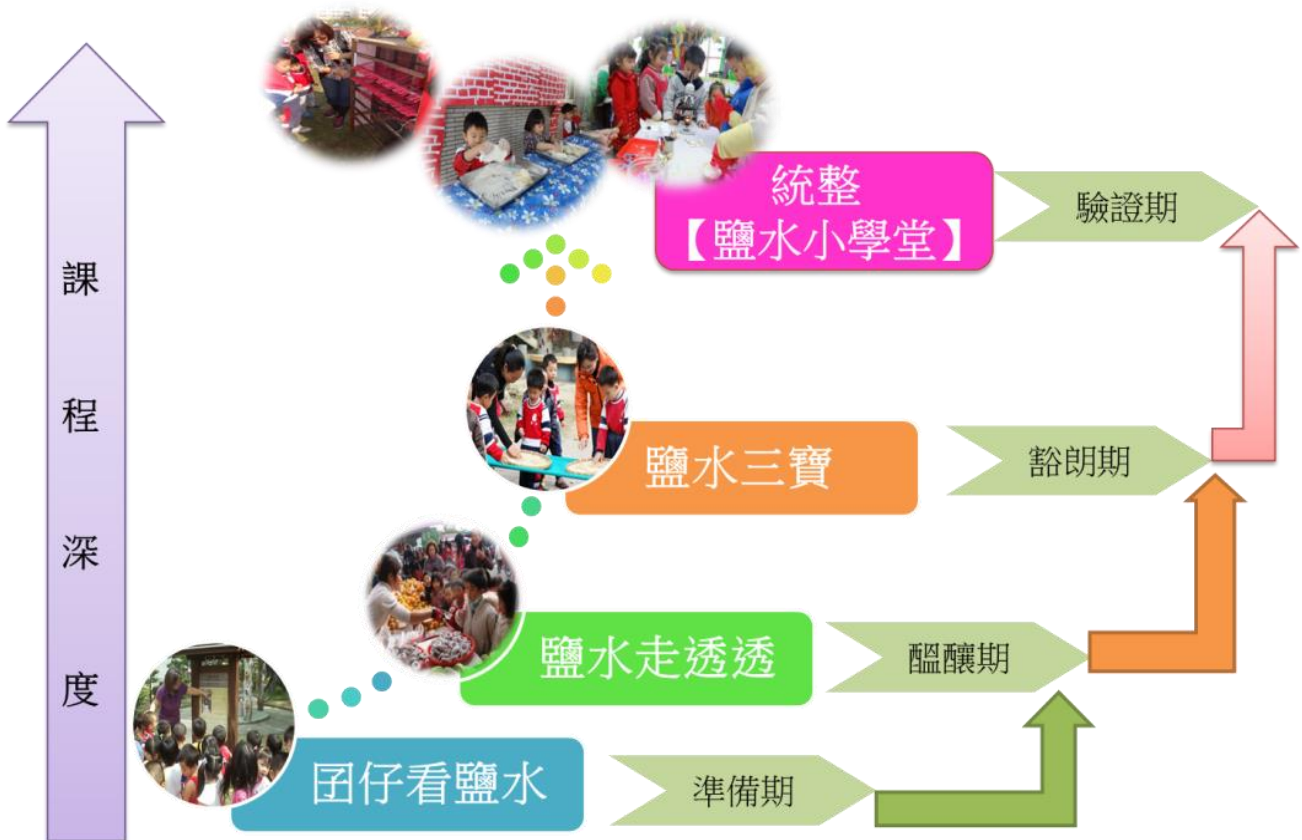 課程深度
統整
【鹽水小學堂】
驗證期
鹽水三寶
豁朗期
鹽水走透透
醞釀期
囝仔看鹽水
準備期